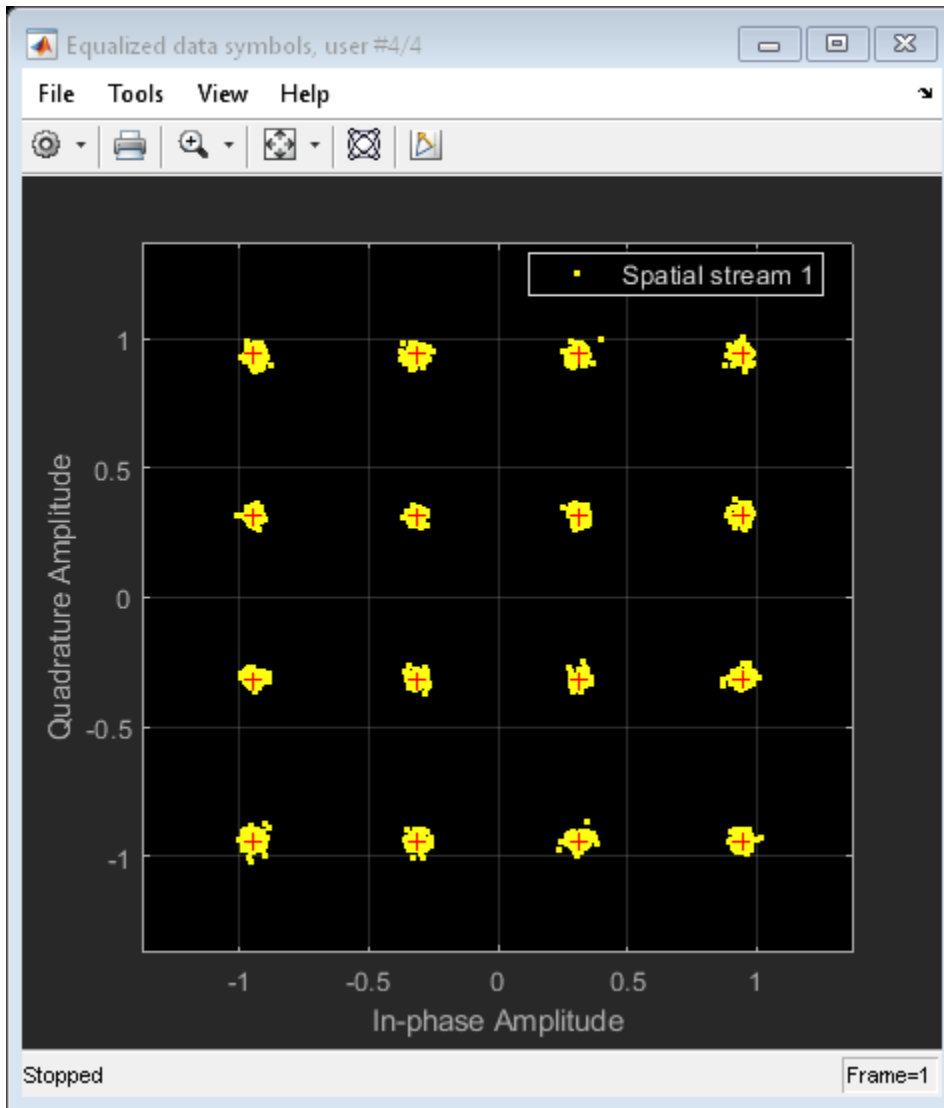 Equalized data symbols, user #4/4
File Tools View Help
Spatial stream 1
1
0.5
0
-0.5
-1
Quadrature Amplitude
-1 -0.5 0 0.5 1
In-phase Amplitude
Stopped Frame=1